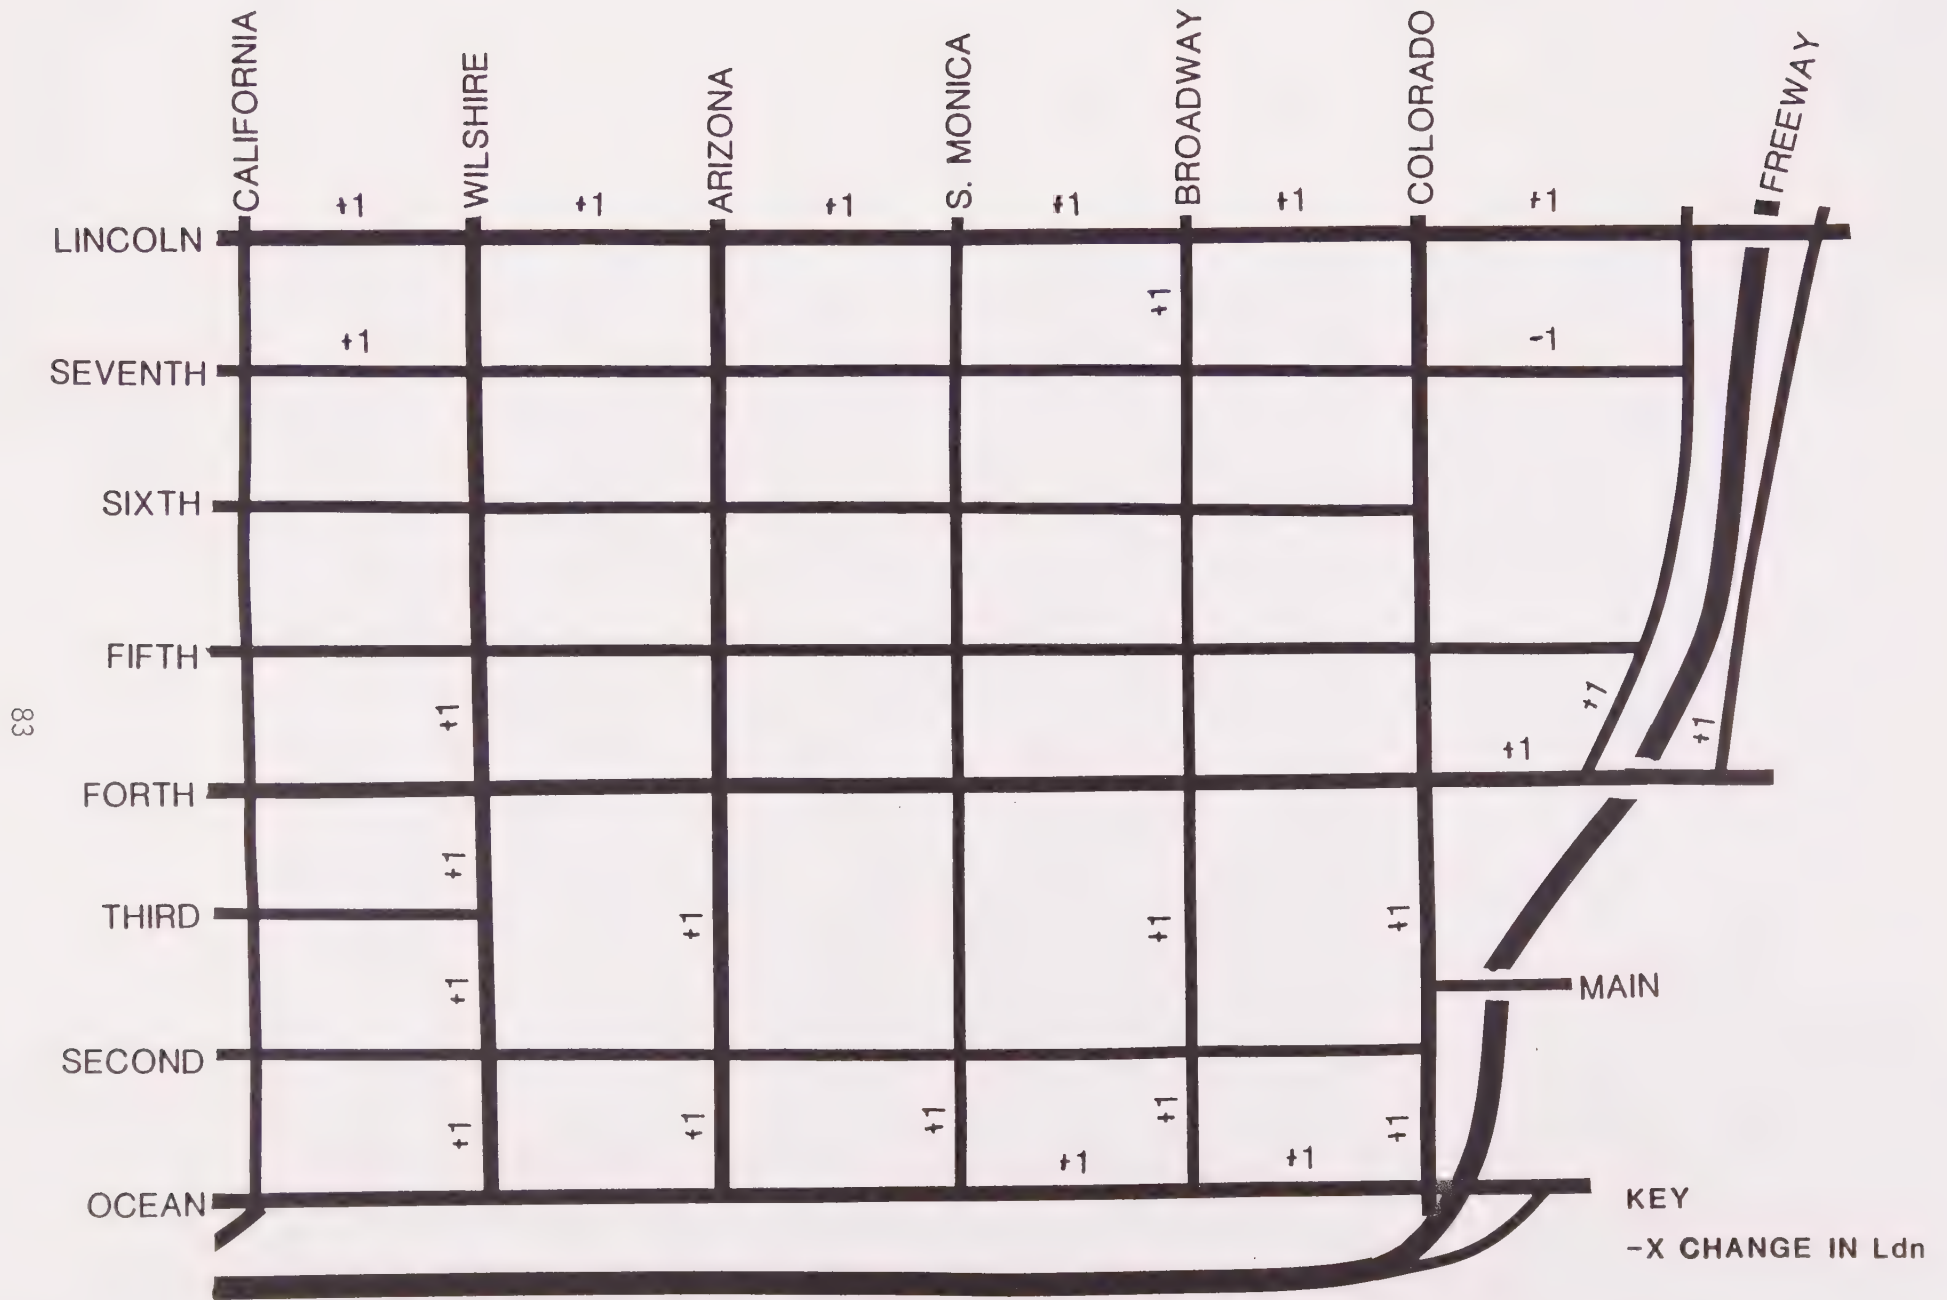 CALIFORNIA
WILSHIRE
ARIZONA
S. MONICA
BROADWAY
COLORADO
FREEWAY
+1 +1 +1 +1 +1 +1
LINCOLN
+1
+1 -1
SEVENTH
SIXTH
FIFTH
+1
+1 +1
+1
83
FORTH
+1
THIRD
+1 +1 +1
+1
MAIN
SECOND
+1 +1 +1 +1 +1
+1 +1
OCEAN
KEY
-X CHANGE IN Ldn